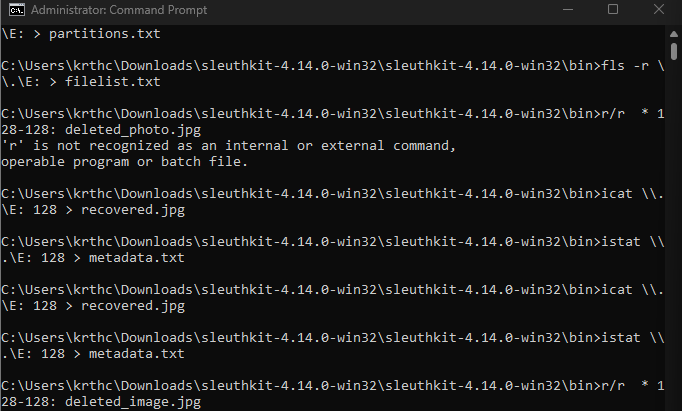 Administrator: Command Prompt
\E: > partitions.txt
C:\Users\krthc\Downloads\sleuthkit-4.14.0-win32\sleuthkit-4.14.0-win32\bin>fls -r \
\.\E: > filelist.txt
C:\Users\krthc\Downloads\sleuthkit-4.14.0-win32\sleuthkit-4.14.0-win32\bin>r/r  * 1
28-128: deleted_photo.jpg
'r' is not recognized as an internal or external command,
operable program or batch file.
C:\Users\krthc\Downloads\sleuthkit-4.14.0-win32\sleuthkit-4.14.0-win32\bin>icat \\.
\E: 128 > recovered.jpg
C:\Users\krthc\Downloads\sleuthkit-4.14.0-win32\sleuthkit-4.14.0-win32\bin>istat \\
.\E: 128 > metadata.txt
C:\Users\krthc\Downloads\sleuthkit-4.14.0-win32\sleuthkit-4.14.0-win32\bin>icat \\.
\E: 128 > recovered.jpg
C:\Users\krthc\Downloads\sleuthkit-4.14.0-win32\sleuthkit-4.14.0-win32\bin>istat \\
.\E: 128 > metadata.txt
C:\Users\krthc\Downloads\sleuthkit-4.14.0-win32\sleuthkit-4.14.0-win32\bin>r/r  * 1
28-128: deleted_image.jpg